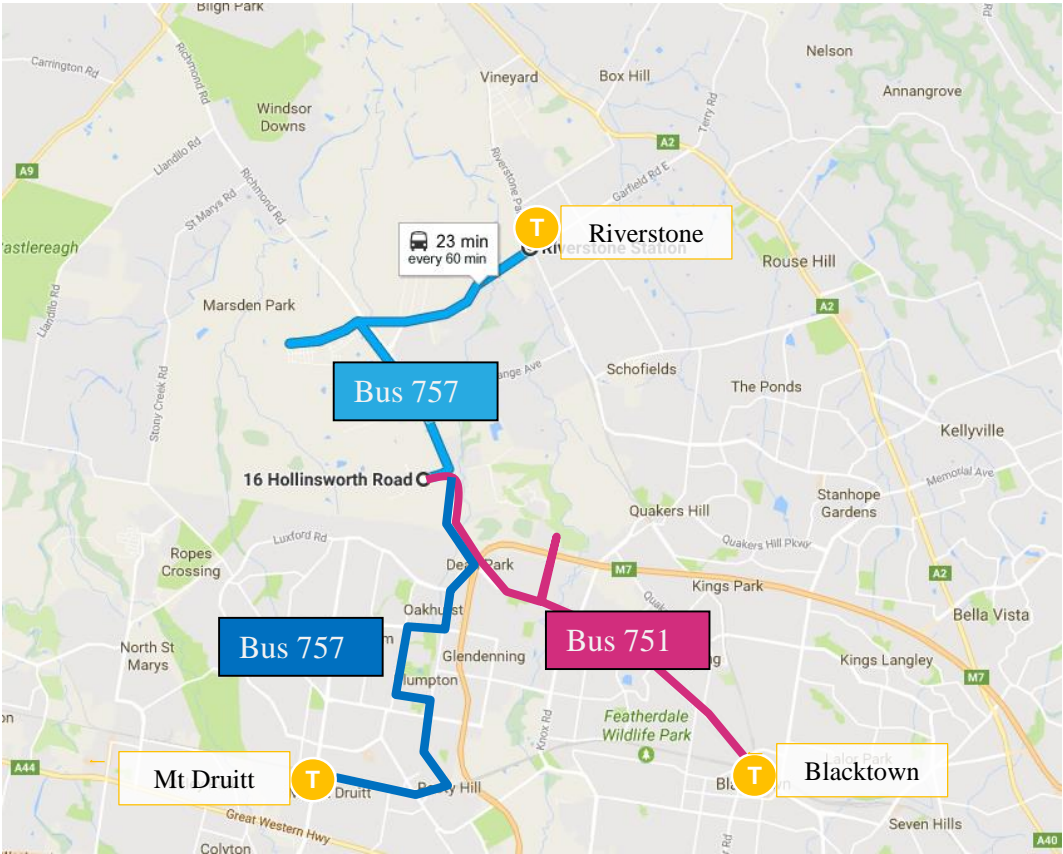 Bligh Park
Carrington Rd
Richmond Rd
Nelson
Vineyard
Box Hill
Annangrove
Windsor
Downs
Terry Rd
A2
Llandilo Rd
A9
Richmond Rd
St Marys Rd
Garfield Rd E
T
Riverstone
Riverstone Station
23 min
every 60 min
Rouse Hill
Marsden Park
A2
Llandilo Rd
Schofields
The Ponds
Stony Creek Rd
Bus 757
Kellyville
Memorial Ave
16 Hollinsworth Road
Stanhope
Gardens
Quakers Hill
Luxford Rd
Quakers Hill Pkwy
Ropes
Crossing
M7
Kings Park
A2
Oakhurst
Bella Vista
Bus 757
Bus 751
North St
Marys
Glendenning
Kings Langley
M7
Featherdale
Wildlife Park
Knox Rd
A44
Mt Druitt
T
Druitt
Hill
T
Blacktown
Lalor Park
Great Western Hwy
Seven Hills
Colyton
A40